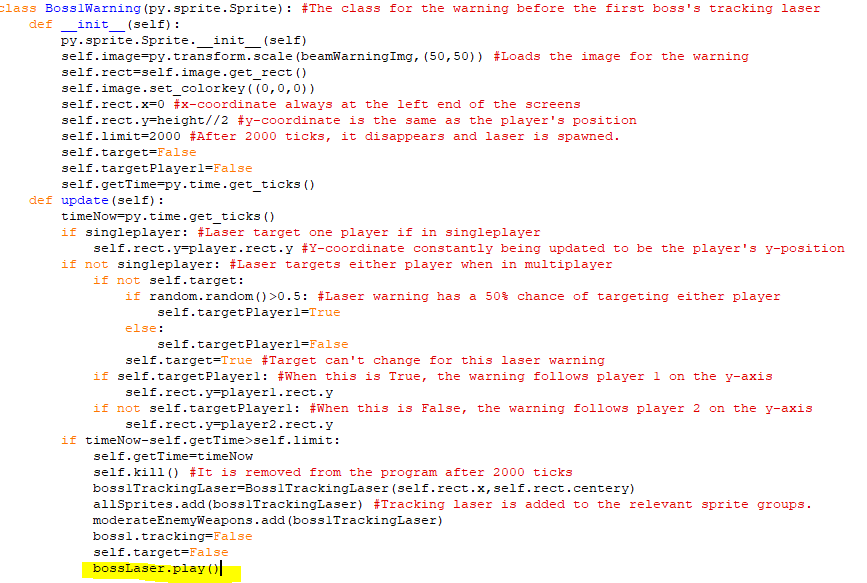 class Boss1Warning(py.sprite.Sprite): #The class for the warning before the first boss's tracking laser
    def __init__(self):
        py.sprite.Sprite.__init__(self)
        self.image=py.transform.scale(beamWarningImg,(50,50)) #Loads the image for the warning
        self.rect=self.image.get_rect()
        self.image.set_colorkey((0,0,0))
        self.rect.x=0 #x-coordinate always at the left end of the screens
        self.rect.y=height//2 #y-coordinate is the same as the player's position
        self.limit=2000 #After 2000 ticks, it disappears and laser is spawned.
        self.target=False
        self.targetPlayer1=False
        self.getTime=py.time.get_ticks()
    def update(self):
        timeNow=py.time.get_ticks()
        if singleplayer: #Laser target one player if in singleplayer
            self.rect.y=player.rect.y #Y-coordinate constantly being updated to be the player's y-position
        if not singleplayer: #Laser targets either player when in multiplayer
            if not self.target:
                if random.random()>0.5: #Laser warning has a 50% chance of targeting either player
                    self.targetPlayer1=True
                else:
                    self.targetPlayer1=False
                self.target=True #Target can't change for this laser warning
            if self.targetPlayer1: #When this is True, the warning follows player 1 on the y-axis
                self.rect.y=player1.rect.y
            if not self.targetPlayer1: #When this is False, the warning follows player 2 on the y-axis
                self.rect.y=player2.rect.y
        if timeNow-self.getTime>self.limit:
            self.getTime=timeNow
            self.kill() #It is removed from the program after 2000 ticks
            boss1TrackingLaser=Boss1TrackingLaser(self.rect.x,self.rect.centery)
            allSprites.add(boss1TrackingLaser) #Tracking laser is added to the relevant sprite groups.
            moderateEnemyWeapons.add(boss1TrackingLaser)
            boss1.tracking=False
            self.target=False
            bossLaser.play()